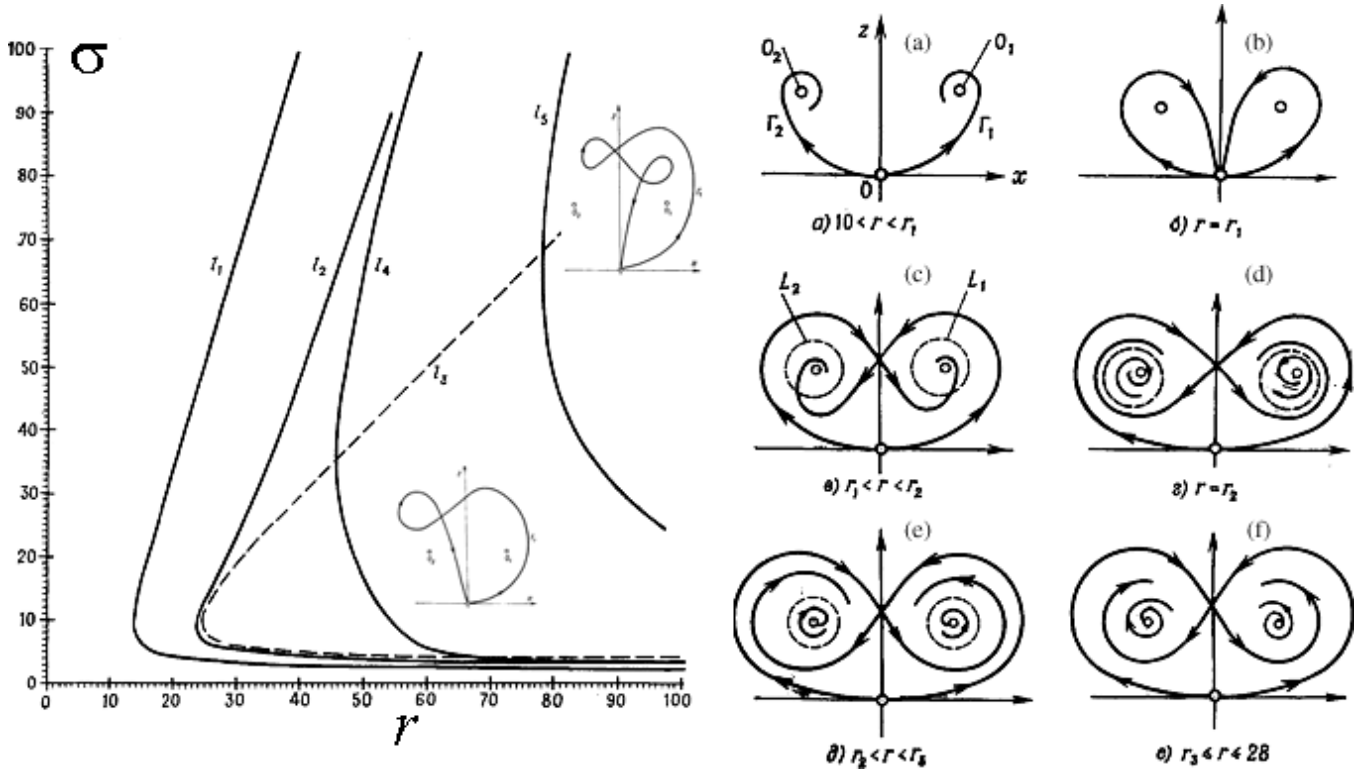 σ
100
90
80
70
60
50
40
30
20
10
0
0 10 20 30 40 50 60 70 80 90 100
r
l₁
l₂
l₄
l₃
l₅
(a)
z
O₂
O₁
Γ₂
Γ₁
O
x
а) 10 < r < r₁
(b)
б) r = r₁
(c)
L₂
L₁
в) r₁ < r < r₂
(d)
г) r = r₂
(e)
д) r₂ < r < r₃
(f)
е) r₃ ⩽ r ⩽ 28